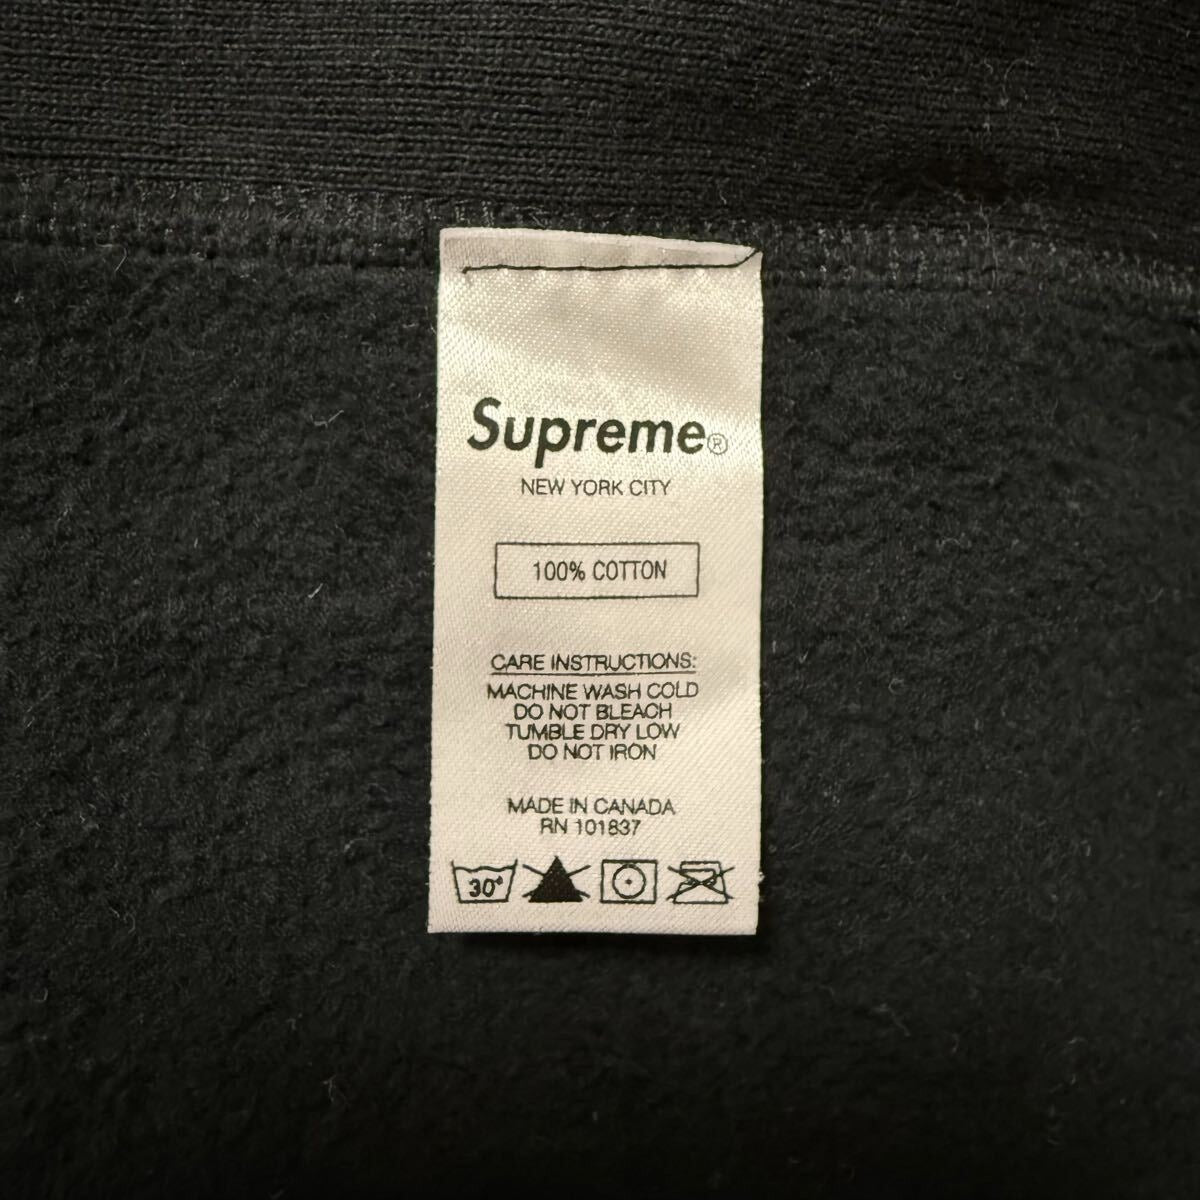 Supreme®
NEW YORK CITY
100% COTTON
CARE INSTRUCTIONS:
MACHINE WASH COLD
DO NOT BLEACH
TUMBLE DRY LOW
DO NOT IRON
MADE IN CANADA
RN 101837
30°